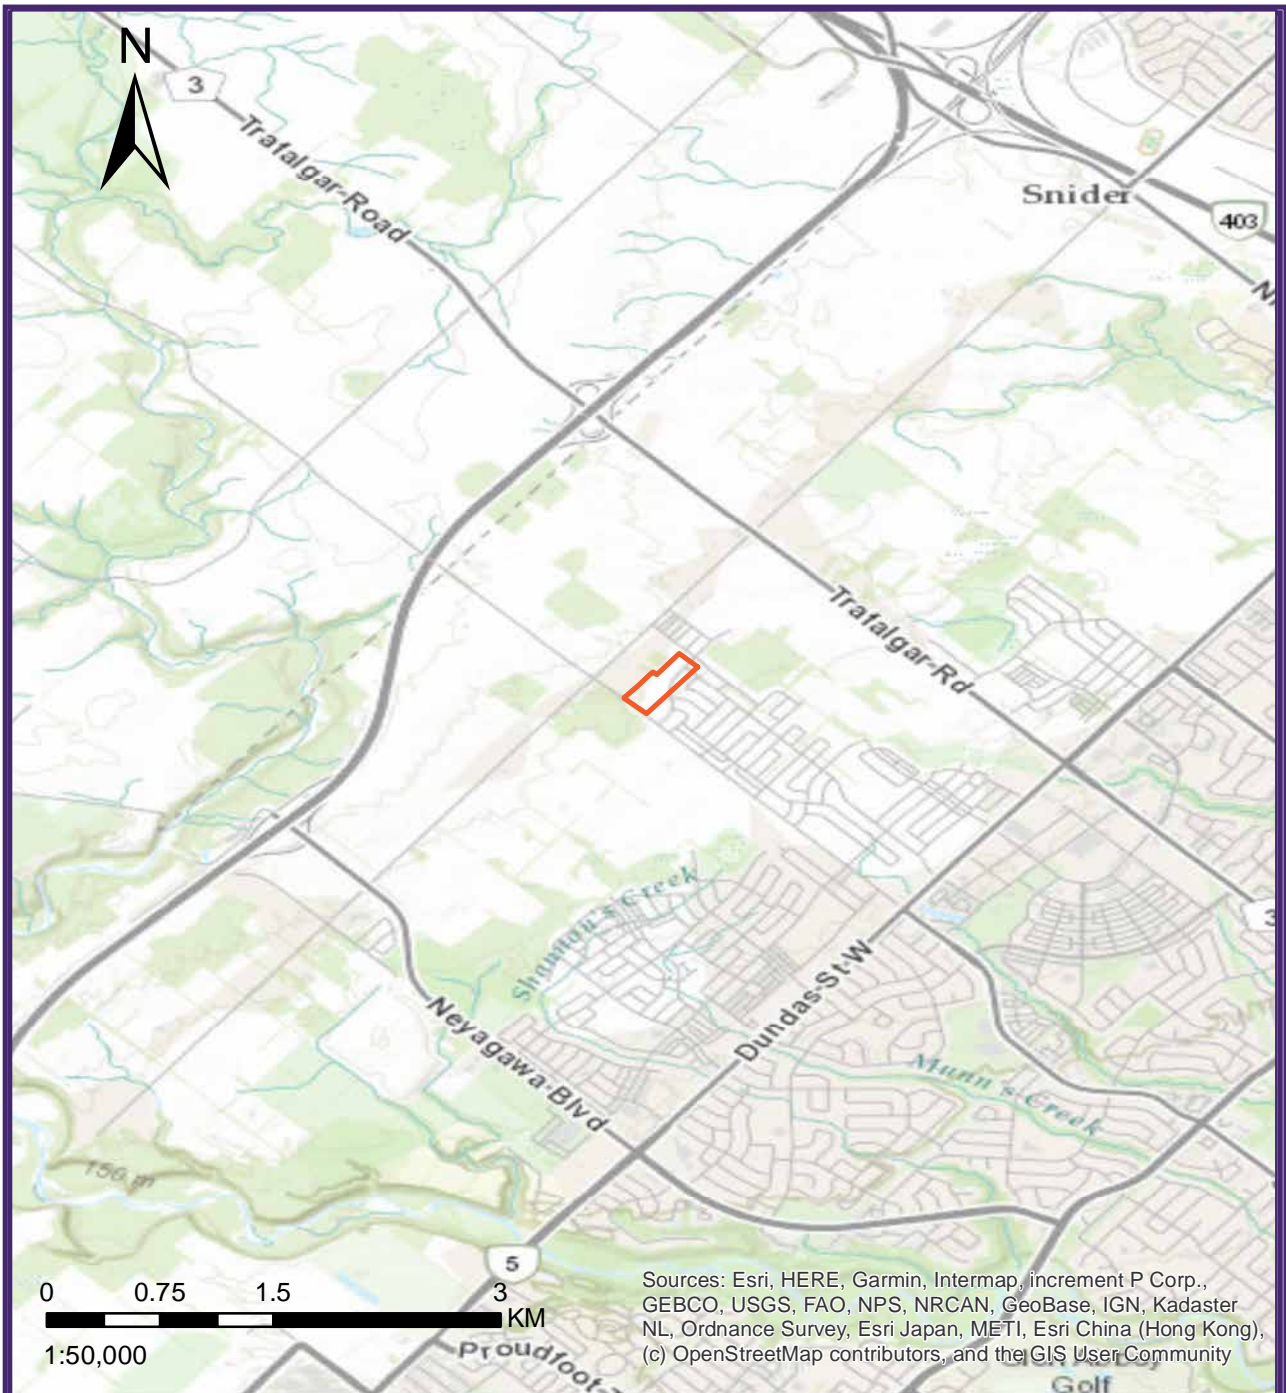 N
3
Trafalgar-Road
Snider
403
Trafalgar-Rd
3
Shannon's Creek
Dundas-St-W
Neyagawa-Blvd
Munn's Creek
150 m
5
0 0.75 1.5 3
KM
1:50,000
Sources: Esri, HERE, Garmin, Intermap, increment P Corp.,
GEBCO, USGS, FAO, NPS, NRCAN, GeoBase, IGN, Kadaster
NL, Ordnance Survey, Esri Japan, METI, Esri China (Hong Kong),
(c) OpenStreetMap contributors, and the GIS User Community
Proudfoot-
Golf